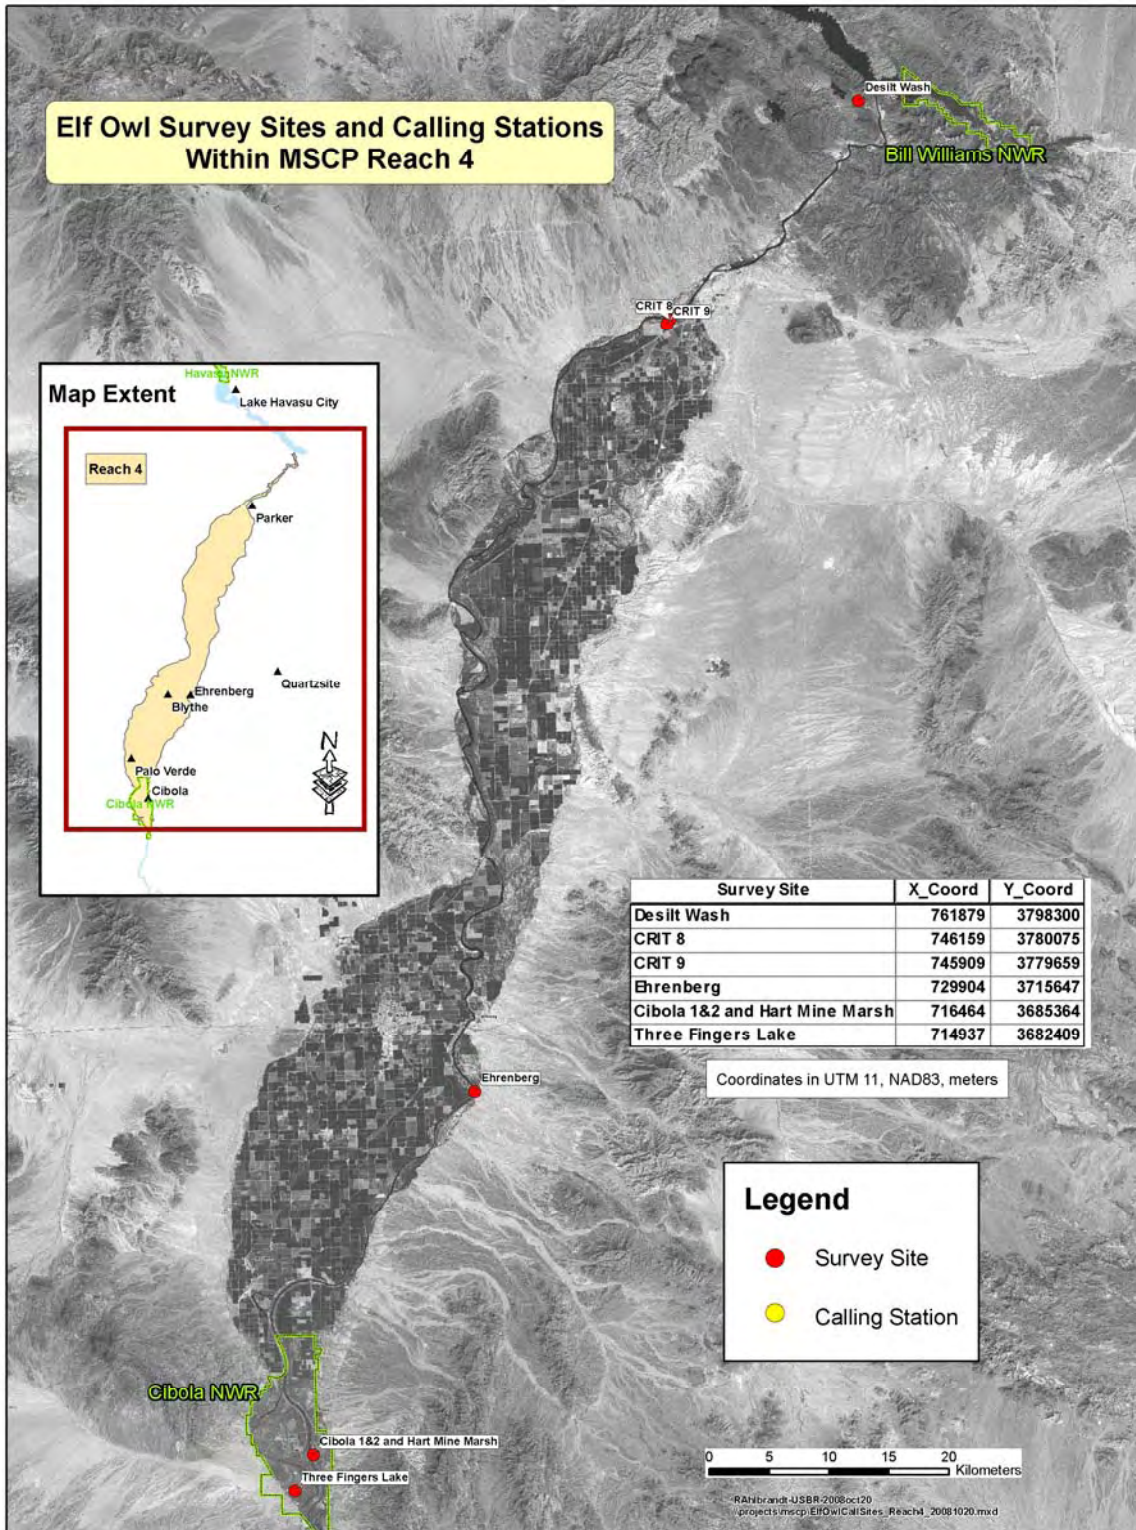 Elf Owl Survey Sites and Calling Stations
Within MSCP Reach 4
Desilt Wash
Bill Williams NWR
CRIT 8
CRIT 9
Map Extent
Havasu NWR
Lake Havasu City
Reach 4
Parker
Quartzsite
Ehrenberg
Blythe
N
Palo Verde
Cibola
Cibola NWR
Survey Site X_Coord Y_Coord
Desilt Wash 761879 3798300
CRIT 8 746159 3780075
CRIT 9 745909 3779659
Ehrenberg 729904 3715647
Cibola 1&2 and Hart Mine Marsh 716464 3685364
Three Fingers Lake 714937 3682409
Coordinates in UTM 11, NAD83, meters
Ehrenberg
Legend
Survey Site
Calling Station
Cibola NWR
Cibola 1&2 and Hart Mine Marsh
Three Fingers Lake
0 5 10 15 20
Kilometers
RAhlbrandt-USBR-2008oct20
\\projects\mscp\ElfOwlCallSites_Reach4_20081020.mxd